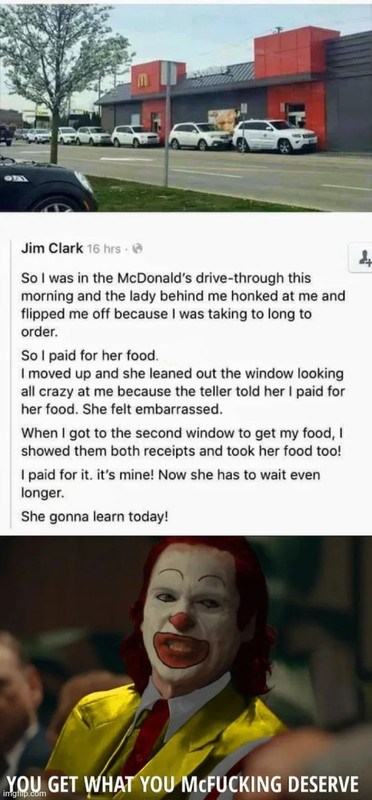 Jim Clark 16 hrs ·
So I was in the McDonald's drive-through this
morning and the lady behind me honked at me and
flipped me off because I was taking to long to
order.
So I paid for her food.
I moved up and she leaned out the window looking
all crazy at me because the teller told her I paid for
her food. She felt embarrassed.
When I got to the second window to get my food, I
showed them both receipts and took her food too!
I paid for it. it's mine! Now she has to wait even
longer.
She gonna learn today!
YOU GET WHAT YOU McFUCKING DESERVE
imgflip.com